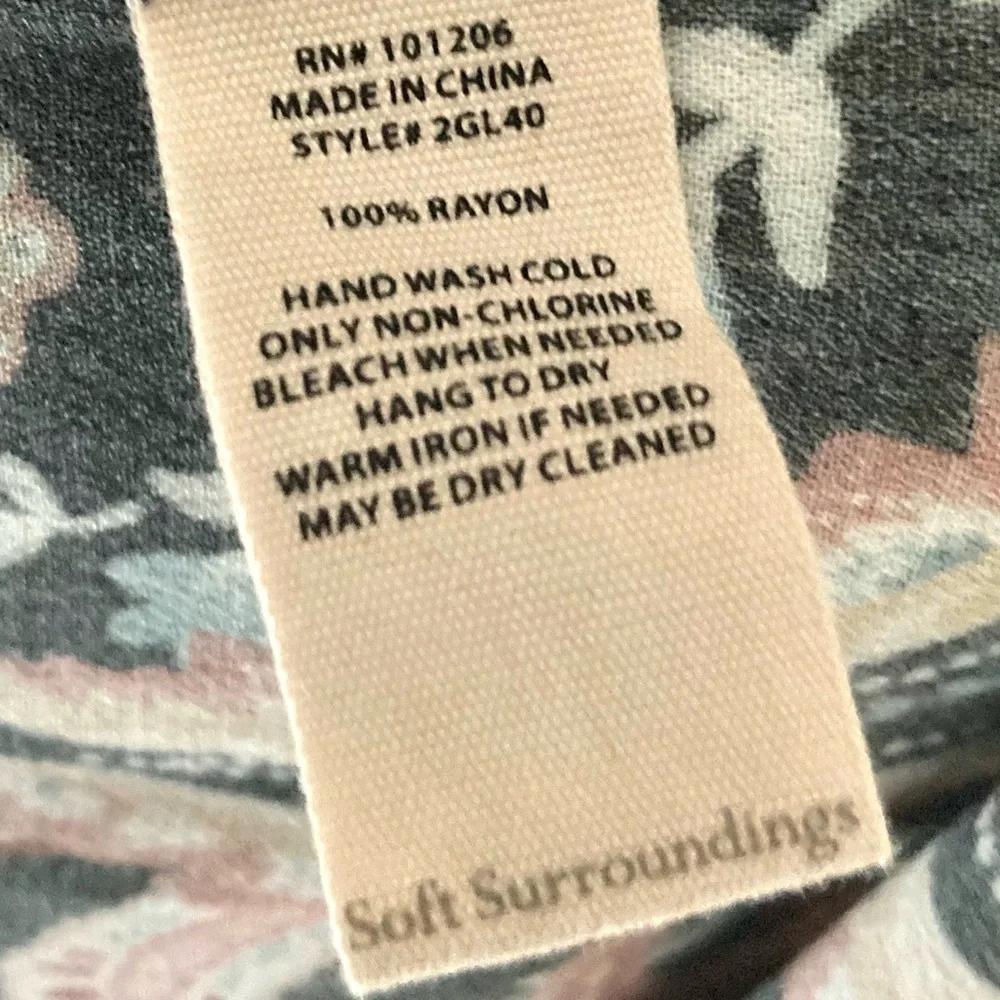 RN# 101206
MADE IN CHINA
STYLE# 2GL40
100% RAYON
HAND WASH COLD
ONLY NON-CHLORINE
BLEACH WHEN NEEDED
HANG TO DRY
WARM IRON IF NEEDED
MAY BE DRY CLEANED
Soft Surroundings